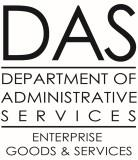 DAS
DEPARTMENT OF
ADMINISTRATIVE
SERVICES
ENTERPRISE
GOODS & SERVICES